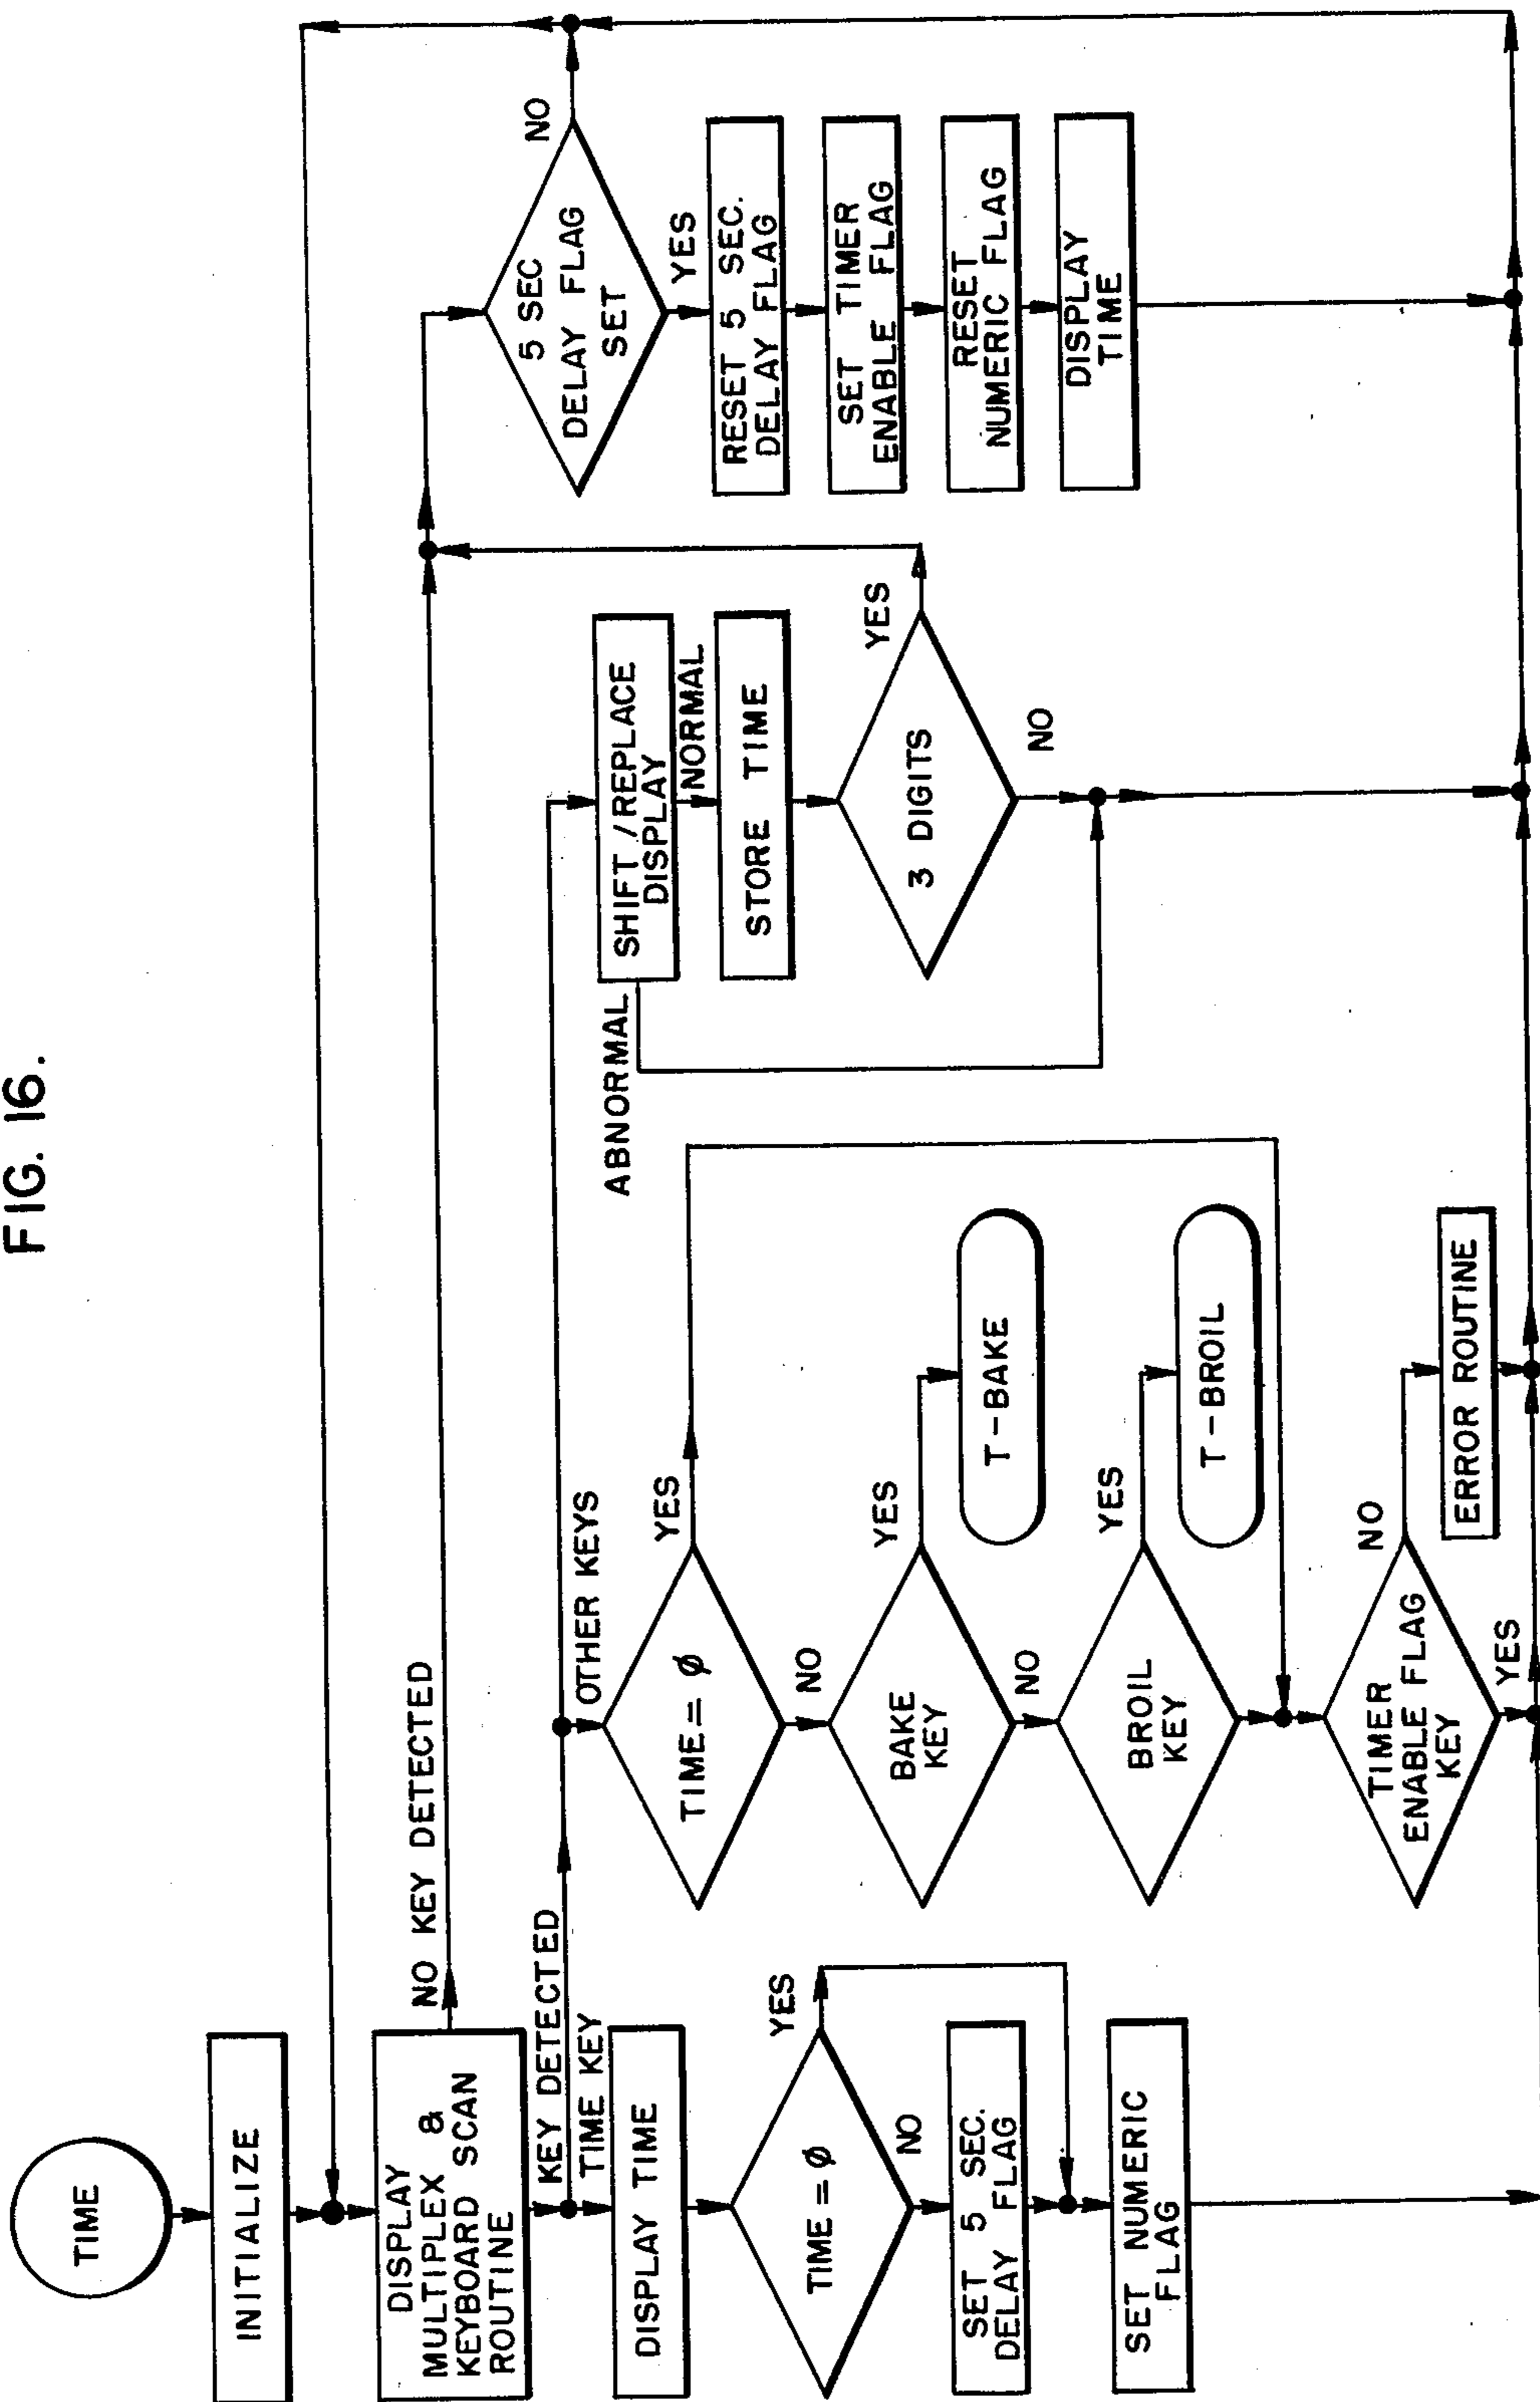 FIG. 16.
TIME
INITIALIZE
DISPLAY
MULTIPLEX &
KEYBOARD SCAN
ROUTINE
NO KEY DETECTED
KEY DETECTED
TIME KEY
DISPLAY TIME
TIME = Ø
YES
NO
SET 5 SEC.
DELAY FLAG
SET NUMERIC
FLAG
OTHER KEYS
TIME = Ø
YES
NO
BAKE
KEY
YES
T-BAKE
NO
BROIL
KEY
YES
T-BROIL
TIMER
ENABLE FLAG
KEY
NO
YES
ERROR ROUTINE
SHIFT/REPLACE
DISPLAY
ABNORMAL
NORMAL
STORE TIME
3 DIGITS
YES
NO
5 SEC
DELAY FLAG
SET
NO
YES
RESET 5 SEC.
DELAY FLAG
SET TIMER
ENABLE FLAG
RESET
NUMERIC FLAG
DISPLAY
TIME